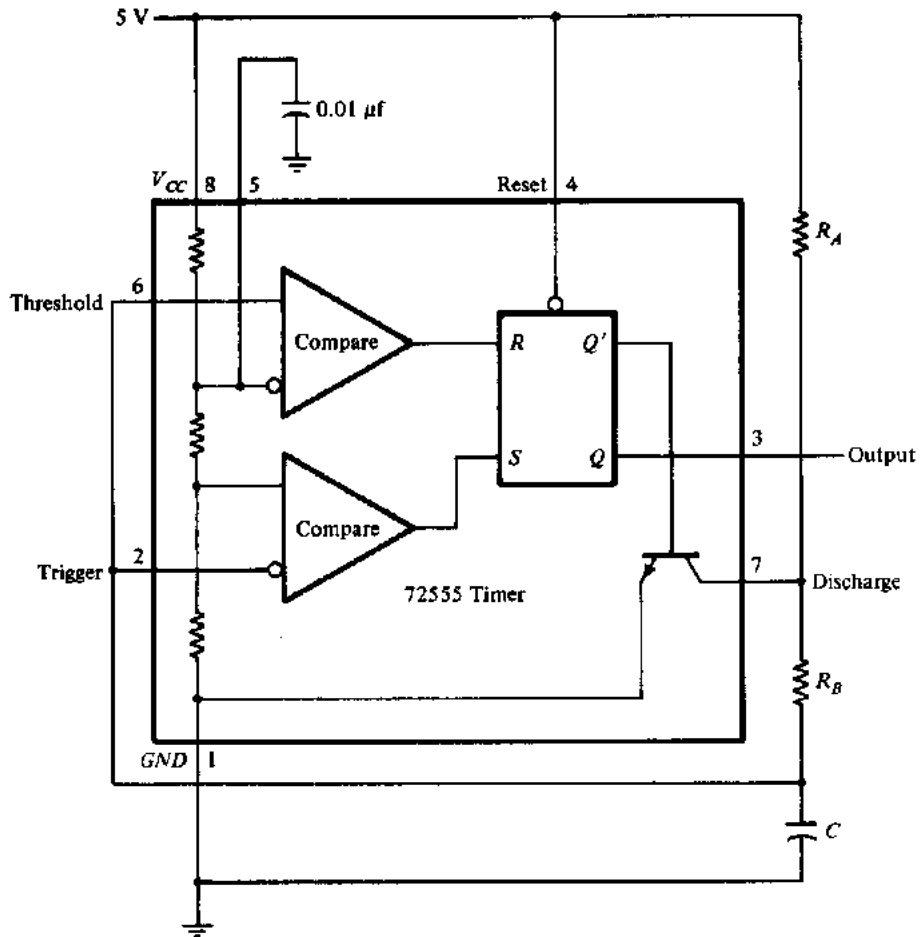 5 V
0.01 µf
V_CC 8 5 Reset 4
R_A
6
Threshold
Compare
R Q'
3
S Q Output
Compare
2
Trigger
7
Discharge
72555 Timer
R_B
GND 1
C